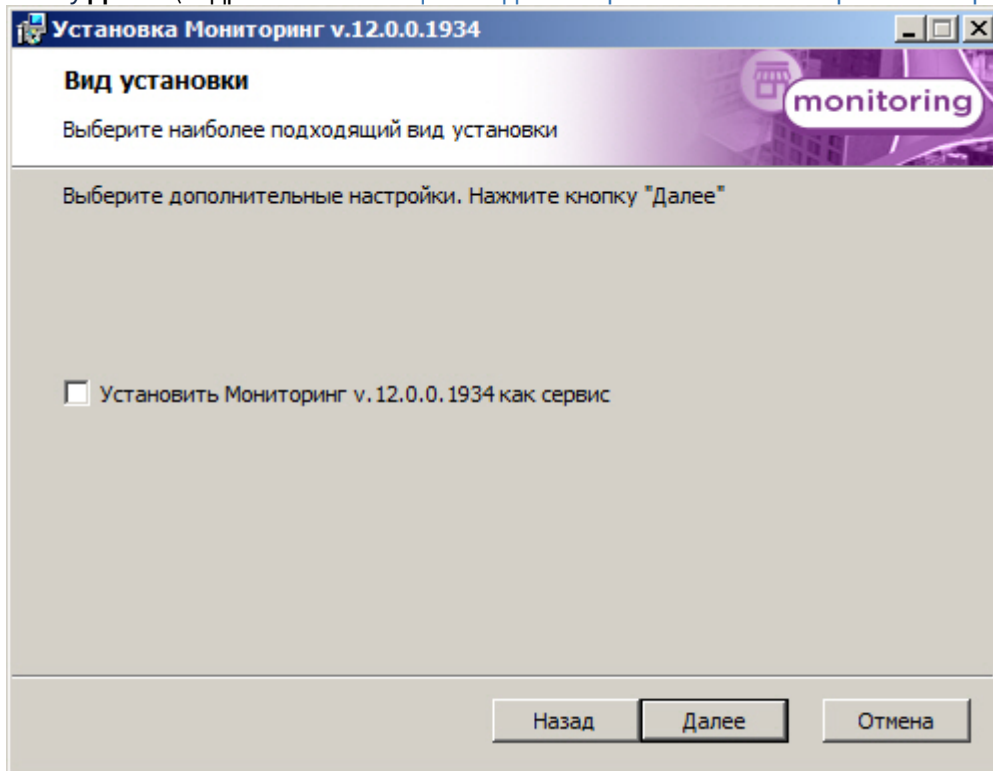 Установка Мониторинг v.12.0.0.1934
Вид установки
monitoring
Выберите наиболее подходящий вид установки
Выберите дополнительные настройки. Нажмите кнопку "Далее"
Установить Мониторинг v.12.0.0.1934 как сервис
Назад Далее Отмена